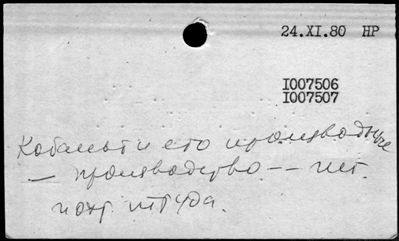 24.XI.80 НР
I007506
I007507
Кобальт и его производные
— производство -- гиг.
и охр. труда.